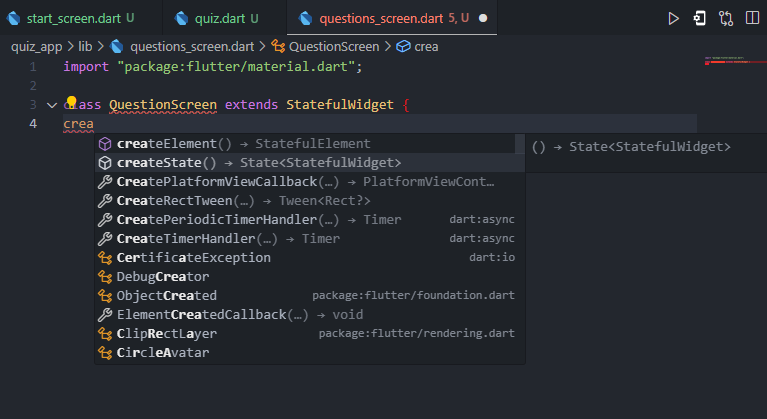 start_screen.dart U quiz.dart U questions_screen.dart 5, U
quiz_app > lib > questions_screen.dart > QuestionScreen > crea
1 import "package:flutter/material.dart";
2
3 class QuestionScreen extends StatefulWidget {
4 crea
createElement() → StatefulElement
createState() → State<StatefulWidget>
() → State<StatefulWidget>
CreatePlatformViewCallback(…) → PlatformViewCont…
CreateRectTween(…) → Tween<Rect?>
CreatePeriodicTimerHandler(…) → Timer dart:async
CreateTimerHandler(…) → Timer dart:async
CertificateException dart:io
DebugCreator
ObjectCreated package:flutter/foundation.dart
ElementCreatedCallback(…) → void
ClipRectLayer package:flutter/rendering.dart
CircleAvatar